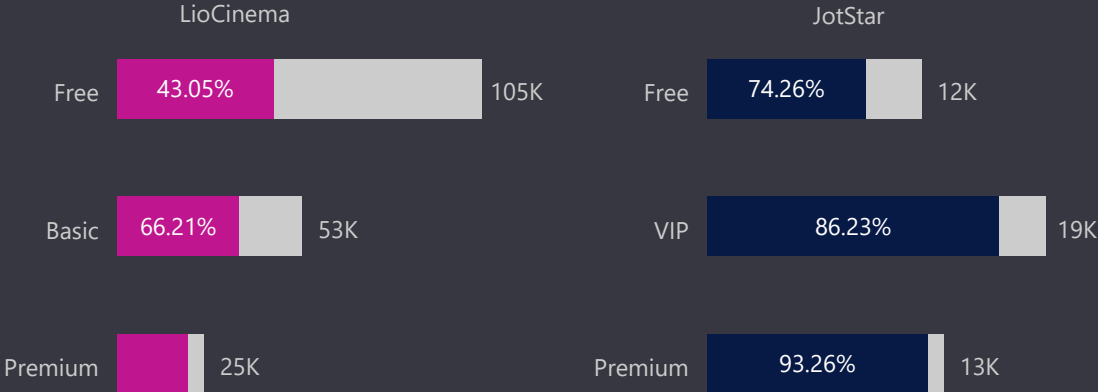 LioCinema
Free 43.05% 105K
Basic 66.21% 53K
Premium 25K
JotStar
Free 74.26% 12K
VIP 86.23% 19K
Premium 93.26% 13K